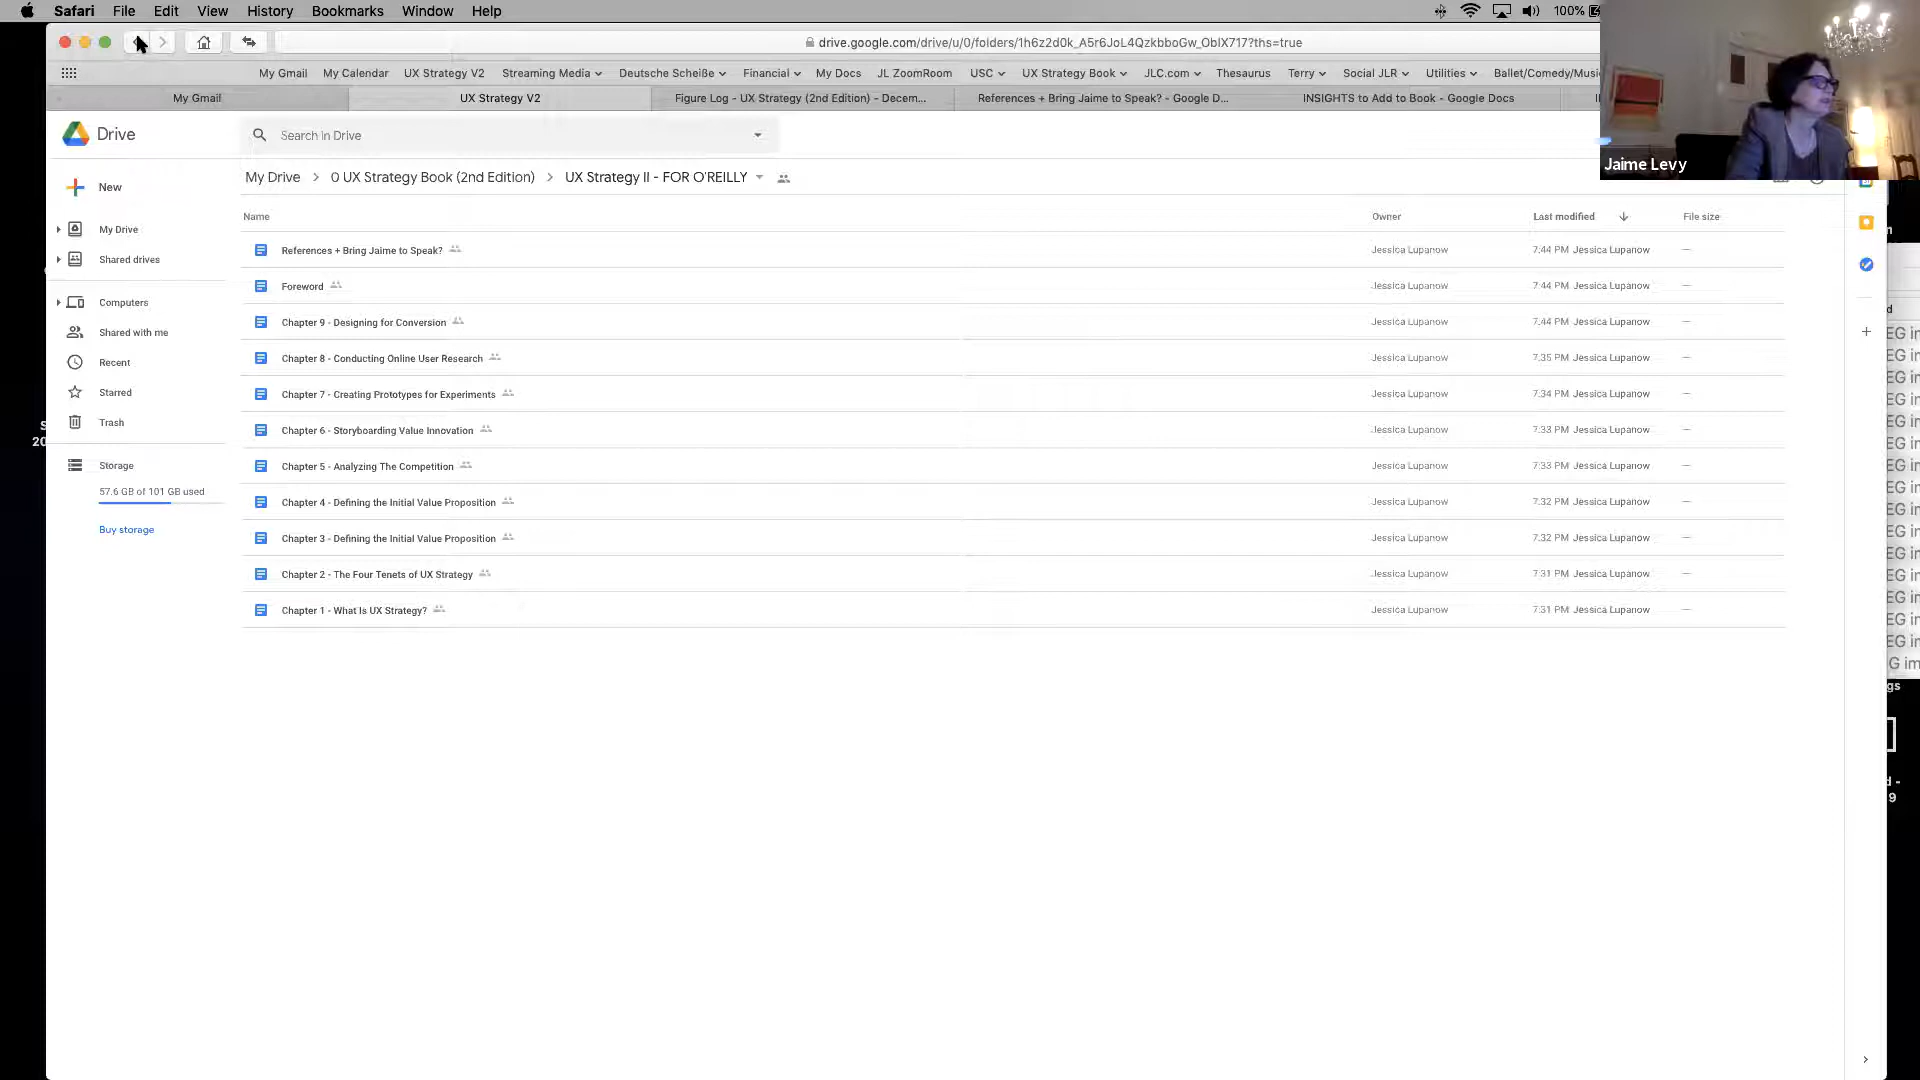 Safari File Edit View History Bookmarks Window Help 100%
drive.google.com/drive/u/0/folders/1h6z2d0k_A5r6JoL4QzkbboGw_OblX717?ths=true
My Gmail My Calendar UX Strategy V2 Streaming Media Deutsche Scheiße Financial My Docs JL ZoomRoom USC UX Strategy Book JLC.com Thesaurus Terry Social JLR Utilities Ballet/Comedy/Musi
My Gmail UX Strategy V2 Figure Log - UX Strategy (2nd Edition) - Decem... References + Bring Jaime to Speak? - Google D... INSIGHTS to Add to Book - Google Docs
Drive
Search in Drive
Jaime Levy
My Drive > 0 UX Strategy Book (2nd Edition) > UX Strategy II - FOR O'REILLY
New
My Drive
Shared drives
Computers
Shared with me
Recent
Starred
Trash
Storage
57.6 GB of 101 GB used
Buy storage
Name Owner Last modified File size
References + Bring Jaime to Speak? Jessica Lupanow 7:44 PM Jessica Lupanow —
Foreword Jessica Lupanow 7:44 PM Jessica Lupanow —
Chapter 9 - Designing for Conversion Jessica Lupanow 7:44 PM Jessica Lupanow —
Chapter 8 - Conducting Online User Research Jessica Lupanow 7:35 PM Jessica Lupanow —
Chapter 7 - Creating Prototypes for Experiments Jessica Lupanow 7:34 PM Jessica Lupanow —
Chapter 6 - Storyboarding Value Innovation Jessica Lupanow 7:33 PM Jessica Lupanow —
Chapter 5 - Analyzing The Competition Jessica Lupanow 7:33 PM Jessica Lupanow —
Chapter 4 - Defining the Initial Value Proposition Jessica Lupanow 7:32 PM Jessica Lupanow —
Chapter 3 - Defining the Initial Value Proposition Jessica Lupanow 7:32 PM Jessica Lupanow —
Chapter 2 - The Four Tenets of UX Strategy Jessica Lupanow 7:31 PM Jessica Lupanow —
Chapter 1 - What Is UX Strategy? Jessica Lupanow 7:31 PM Jessica Lupanow —